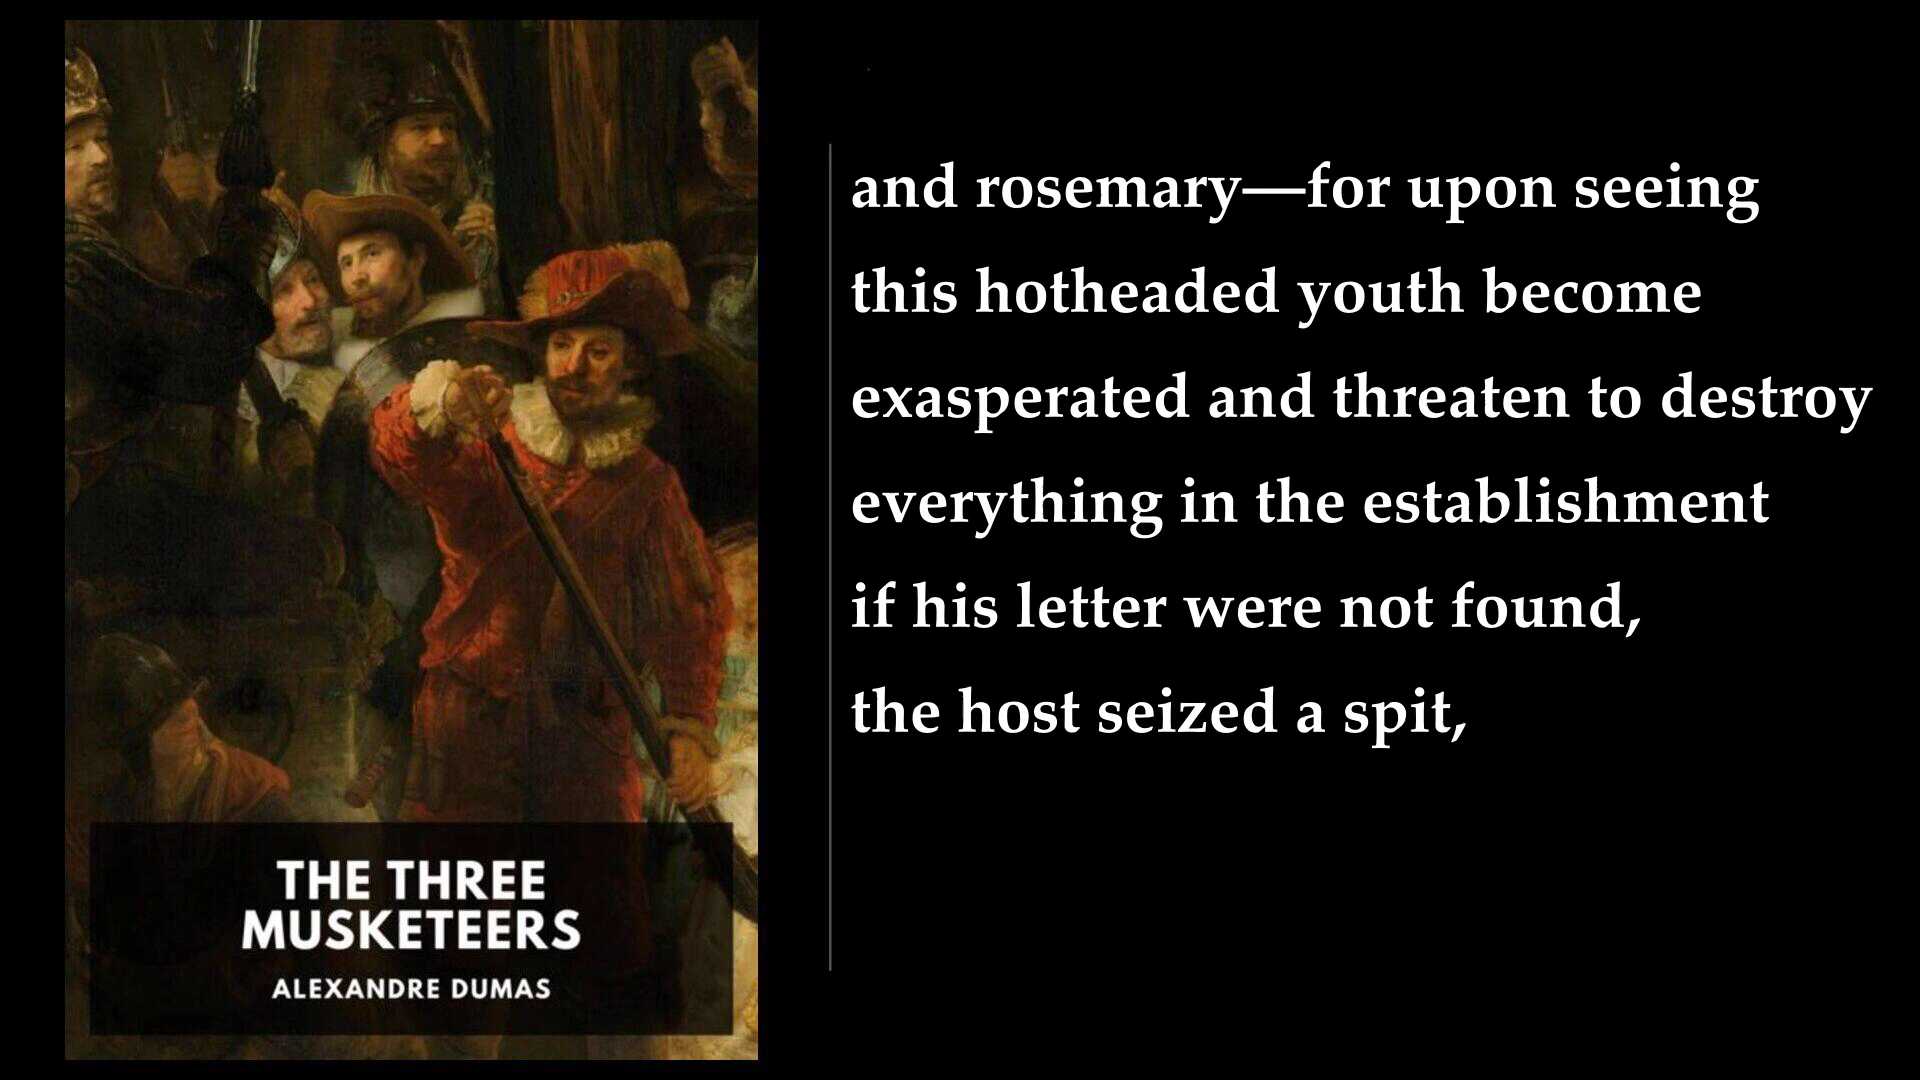 and rosemary—for upon seeing
this hotheaded youth become
exasperated and threaten to destroy
everything in the establishment
if his letter were not found,
the host seized a spit,
THE THREE
MUSKETEERS
ALEXANDRE DUMAS